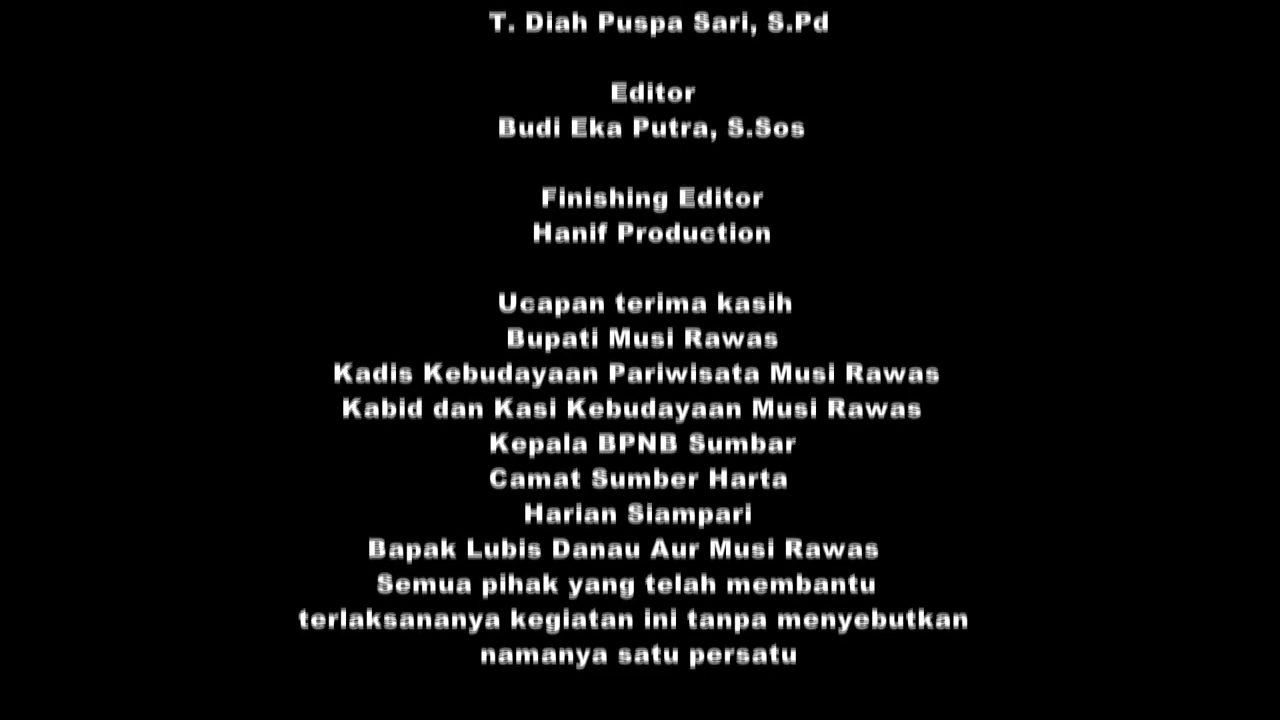 T. Diah Puspa Sari, S.Pd
Editor
Budi Eka Putra, S.Sos
Finishing Editor
Hanif Production
Ucapan terima kasih
Bupati Musi Rawas
Kadis Kebudayaan Pariwisata Musi Rawas
Kabid dan Kasi Kebudayaan Musi Rawas
Kepala BPNB Sumbar
Camat Sumber Harta
Harian Siampari
Bapak Lubis Danau Aur Musi Rawas
Semua pihak yang telah membantu
terlaksananya kegiatan ini tanpa menyebutkan
namanya satu persatu